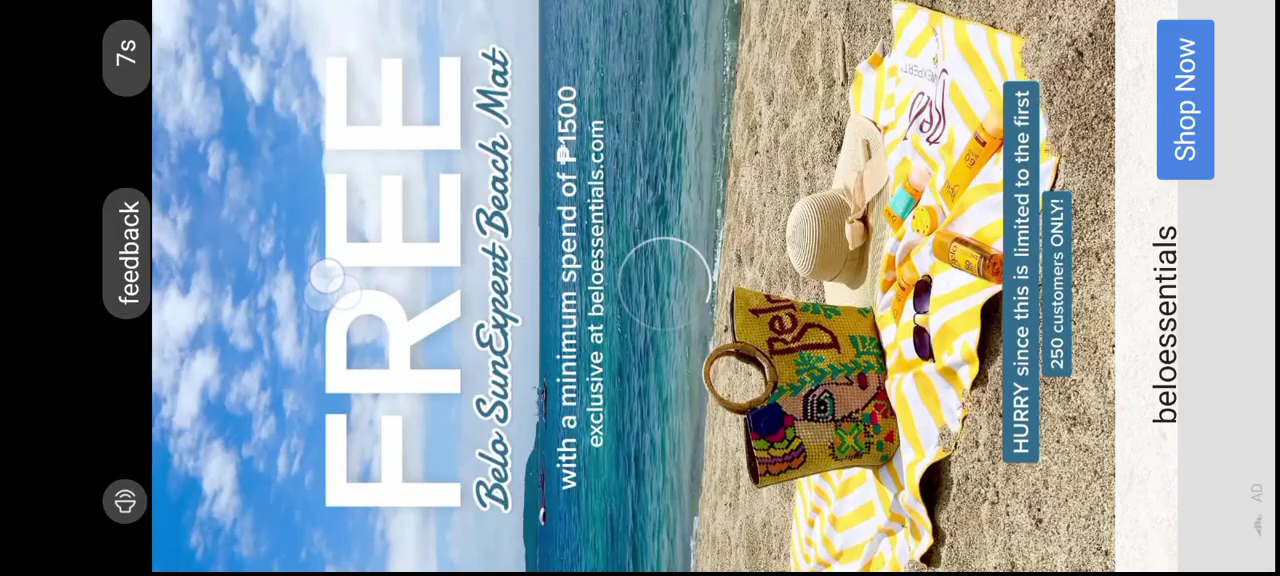 7s
feedback
FREE
Belo SunExpert Beach Mat
with a minimum spend of ₱1500
exclusive at beloessentials.com
Belo
HURRY since this is limited to the first
250 customers ONLY!
beloessentials
Shop Now
AD